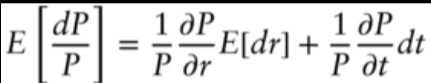 E[dP/P] = 1/P ∂P/∂r E[dr] + 1/P ∂P/∂t dt